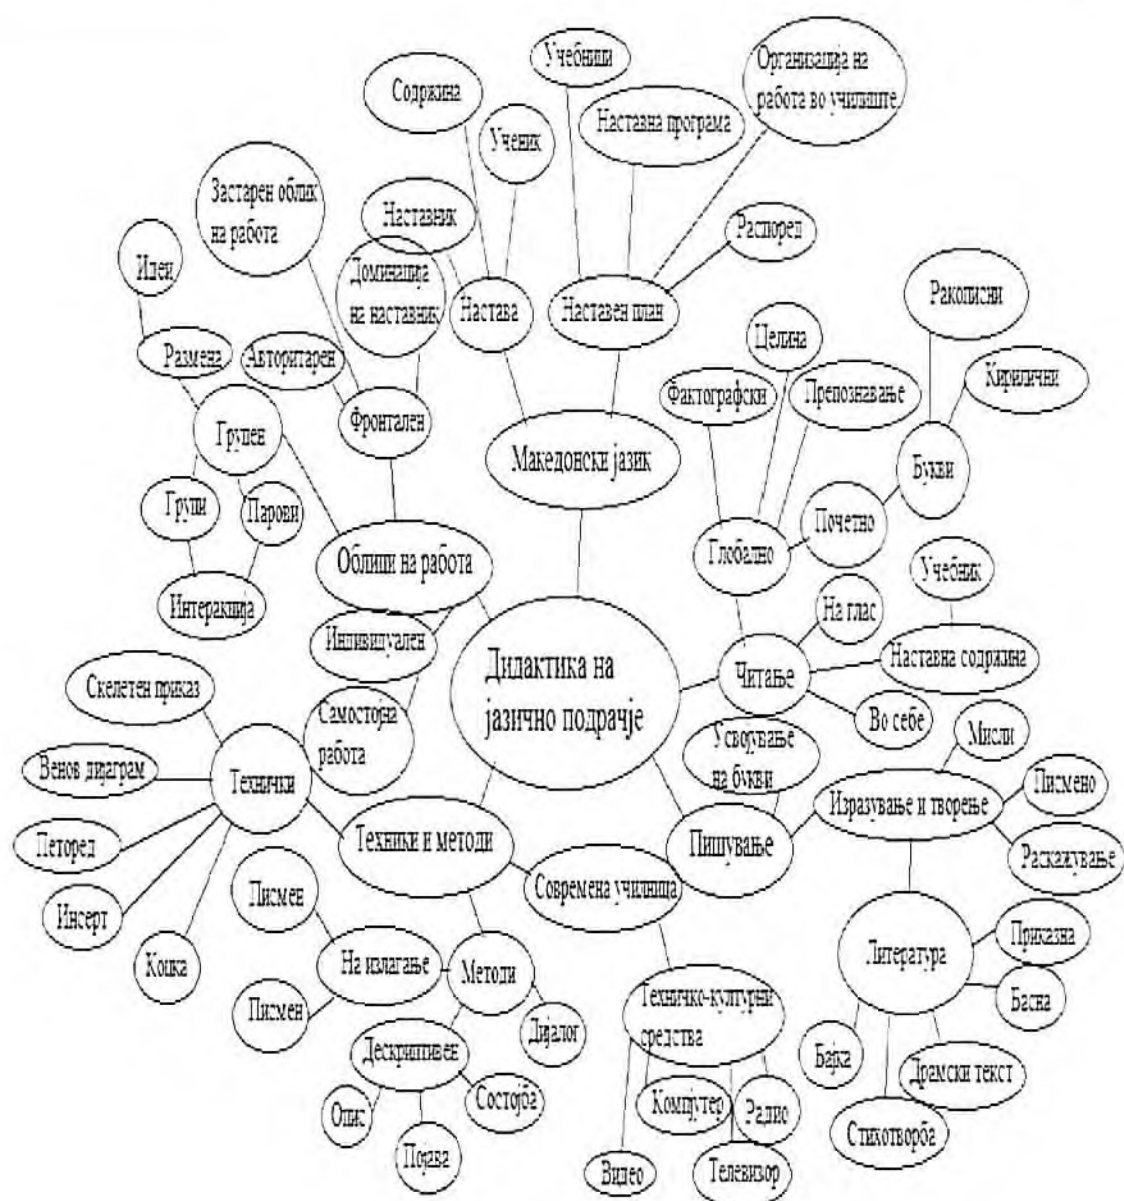 Учебници
Организација на
работа во училиште
Содржина
Наставна програма
Ученик
Застарен облик
на работа
Наставник
Распоред
Идеи
Доминација
на наставник
Настава
Наставен план
Ракописни
Целина
Размена
Авторитарен
Фактографски
Препознавање
Кирилични
Групен
Фронтален
Македонски јазик
Букви
Групи
Парови
Почетно
Облици на работа
Глобално
Учебник
Интеракција
На глас
Индивидуален
Дидактика на
јазично подрачје
Читање
Наставна содржина
Скелетен приказ
Самостојна
работа
Во себе
Мисли
Усвојување
на букви
Венов дијаграм
Технички
Писмено
Изразување и творење
Петоред
Техники и методи
Пишување
Раскажување
Современа училница
Писмен
Инсерт
Приказна
Коцка
На излагање
Методи
Литература
Басна
Писмен
Техничко-културни
средства
Дијалог
Дескриптивен
Бајка
Драмски текст
Состојба
Компјутер
Радио
Опис
Стихотворба
Појава
Видео
Телевизор